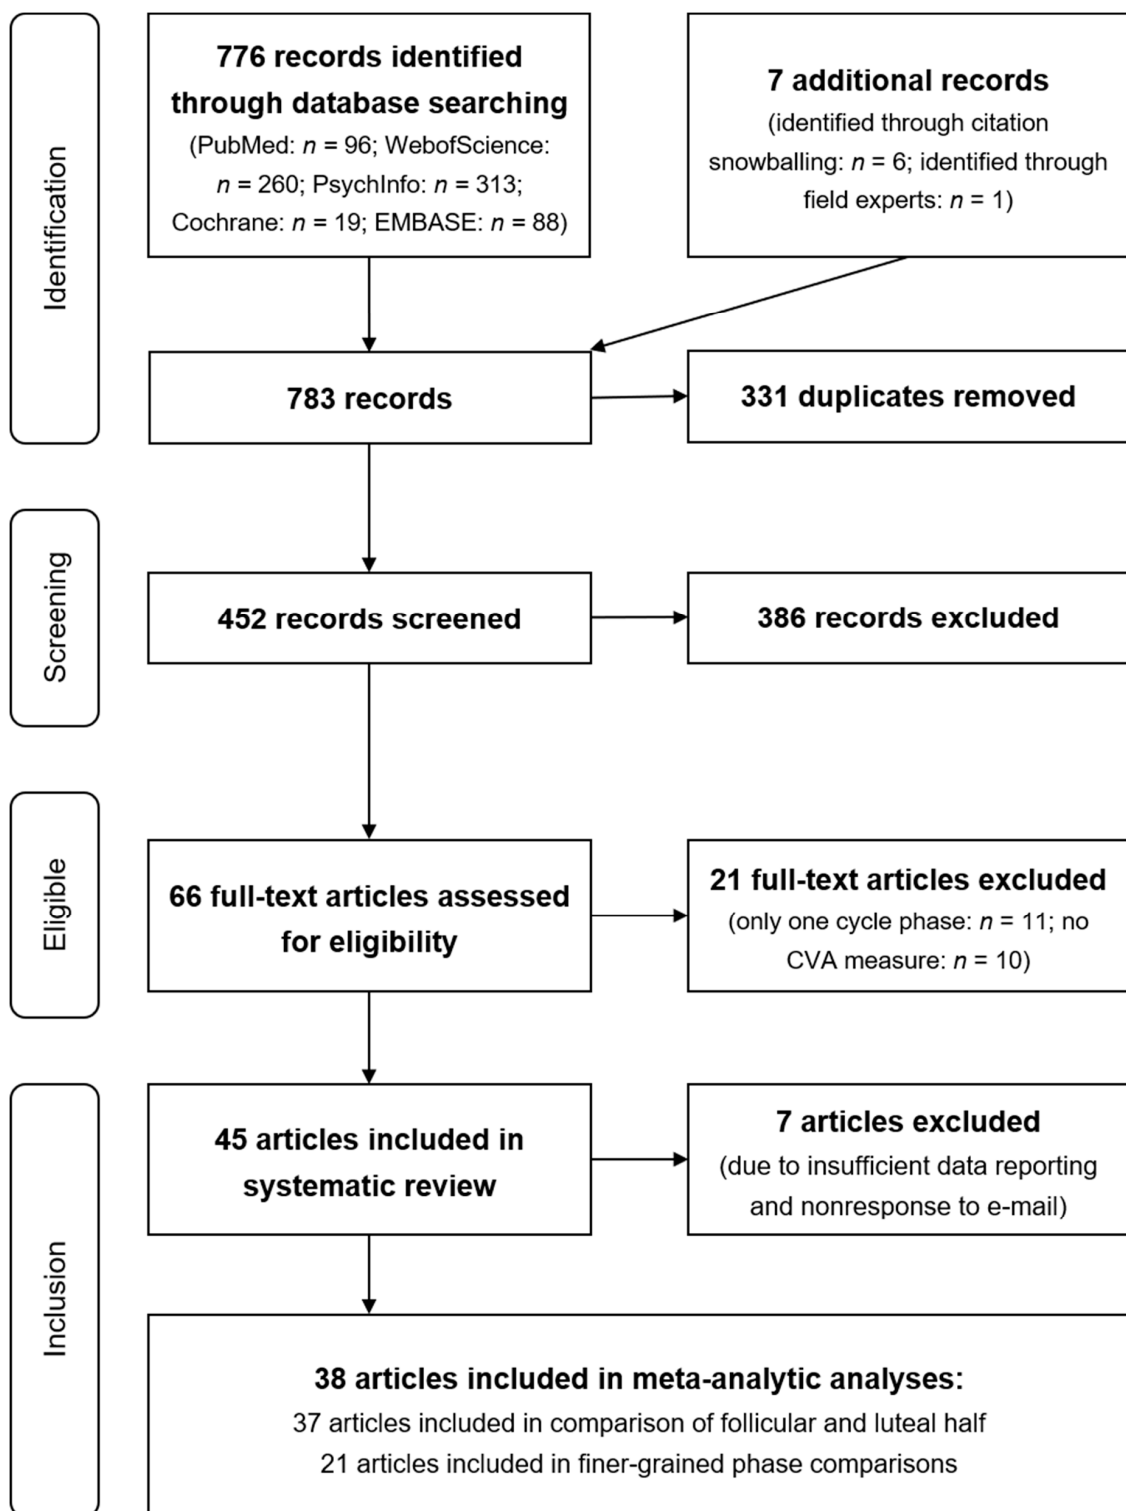 Identification
776 records identified
through database searching
(PubMed: n = 96; WebofScience:
n = 260; PsychInfo: n = 313;
Cochrane: n = 19; EMBASE: n = 88)
7 additional records
(identified through citation
snowballing: n = 6; identified through
field experts: n = 1)
783 records
331 duplicates removed
Screening
452 records screened
386 records excluded
Eligible
66 full-text articles assessed
for eligibility
21 full-text articles excluded
(only one cycle phase: n = 11; no
CVA measure: n = 10)
Inclusion
45 articles included in
systematic review
7 articles excluded
(due to insufficient data reporting
and nonresponse to e-mail)
38 articles included in meta-analytic analyses:
37 articles included in comparison of follicular and luteal half
21 articles included in finer-grained phase comparisons